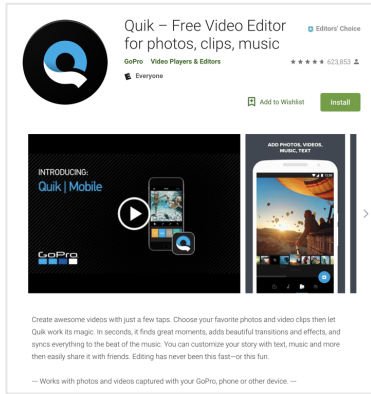 Quik – Free Video Editor
for photos, clips, music
Editors' Choice
GoPro Video Players & Editors
623,853
Everyone
Add to Wishlist
Install
INTRODUCING:
Quik | Mobile
GoPro
ADD PHOTOS, VIDEOS,
MUSIC, TEXT
Create awesome videos with just a few taps. Choose your favorite photos and video clips then let
Quik work its magic. In seconds, it finds great moments, adds beautiful transitions and effects, and
syncs everything to the beat of the music. You can customize your story with text, music and more
then easily share it with friends. Editing has never been this fast—or this fun.
--- Works with photos and videos captured with your GoPro, phone or other device. ---